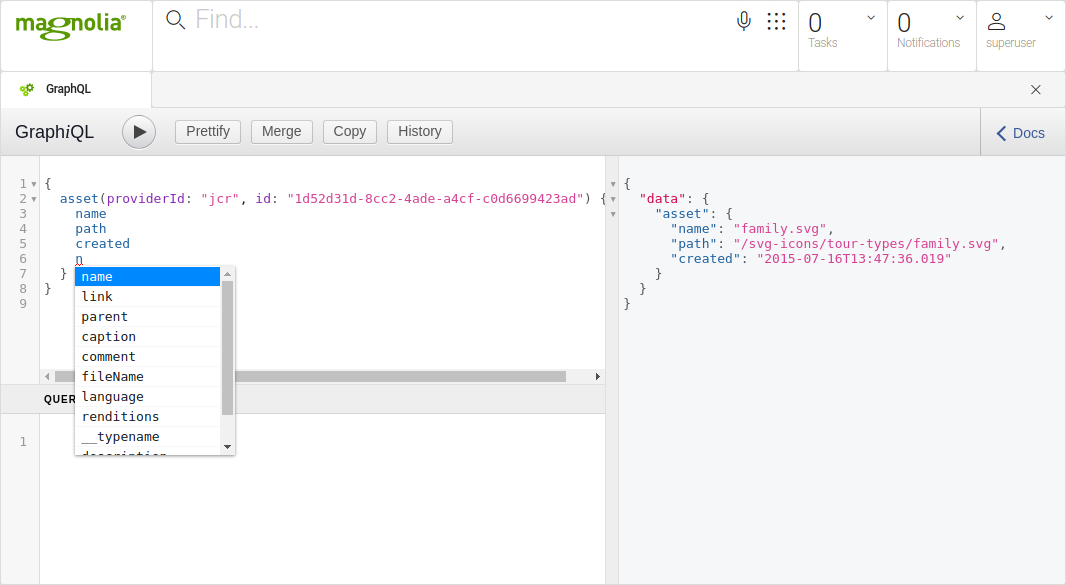 magnolia®
Find...
0
Tasks
0
Notifications
superuser
GraphQL
GraphiQL
Prettify
Merge
Copy
History
Docs
1 {
2 asset(providerId: "jcr", id: "1d52d31d-8cc2-4ade-a4cf-c0d6699423ad") {
3 name
4 path
5 created
6 n
7 }
8 }
9
name
link
parent
caption
comment
fileName
language
renditions
__typename
description
QUER
1
{
"data": {
"asset": {
"name": "family.svg",
"path": "/svg-icons/tour-types/family.svg",
"created": "2015-07-16T13:47:36.019"
}
}
}